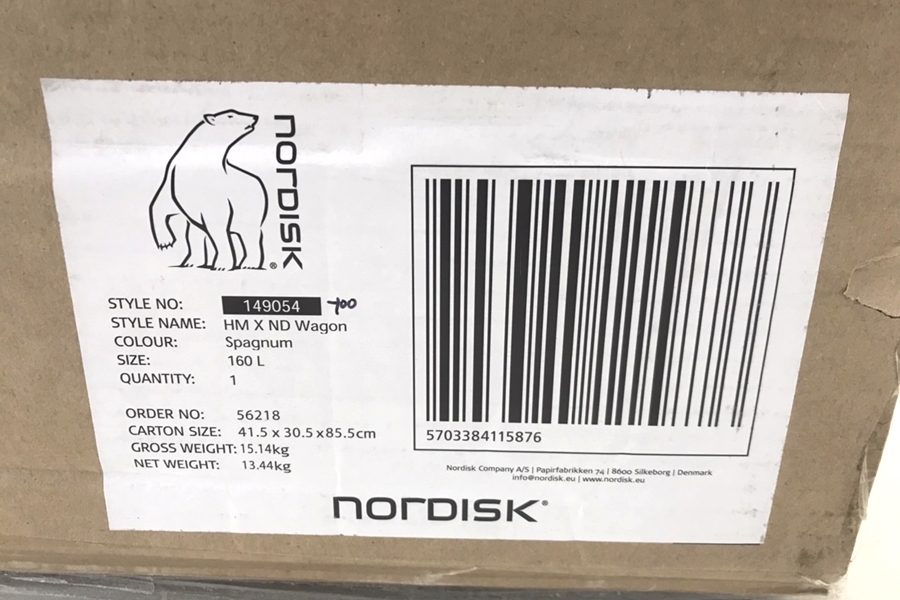 NORDISK
STYLE NO: 149054 700
STYLE NAME: HM X ND Wagon
COLOUR: Spagnum
SIZE: 160 L
QUANTITY: 1
ORDER NO: 56218
CARTON SIZE: 41.5 x 30.5 x85.5cm
GROSS WEIGHT: 15.14kg
NET WEIGHT: 13.44kg
5703384115876
Nordisk Company A/S | Papirfabrikken 74 | 8600 Silkeborg | Denmark
info@nordisk.eu | www.nordisk.eu
NORDISK®